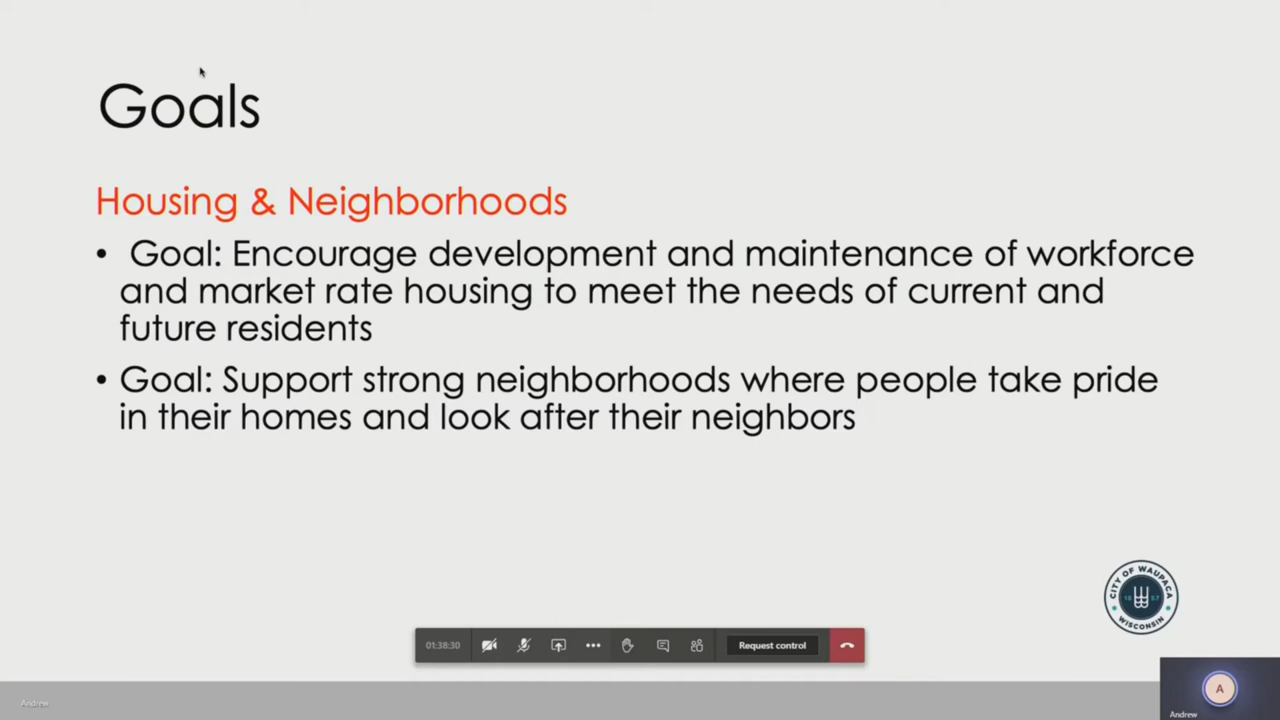 Goals
Housing & Neighborhoods
• Goal: Encourage development and maintenance of workforce
and market rate housing to meet the needs of current and
future residents
• Goal: Support strong neighborhoods where people take pride
in their homes and look after their neighbors
CITY OF WAUPACA
18 57
WISCONSIN
01:38:30
Request control
A
Andrew
Andrew